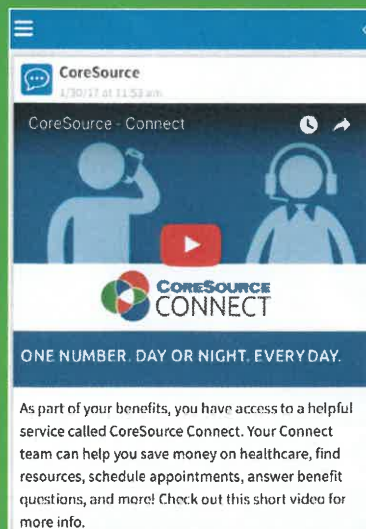 CoreSource
1/30/17 at 11:53 am
CoreSource - Connect
CORESOURCE
CONNECT
ONE NUMBER. DAY OR NIGHT. EVERY DAY.
As part of your benefits, you have access to a helpful
service called CoreSource Connect. Your Connect
team can help you save money on healthcare, find
resources, schedule appointments, answer benefit
questions, and more! Check out this short video for
more info.